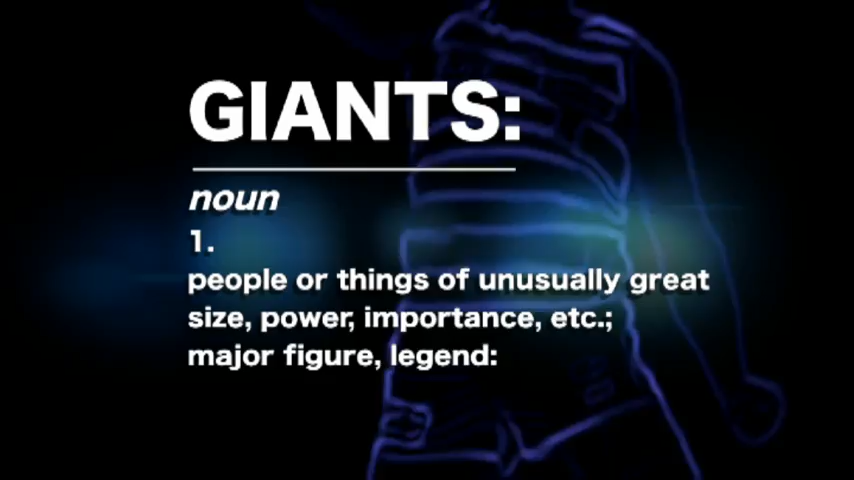 GIANTS:
noun
1.
people or things of unusually great
size, power, importance, etc.;
major figure, legend: